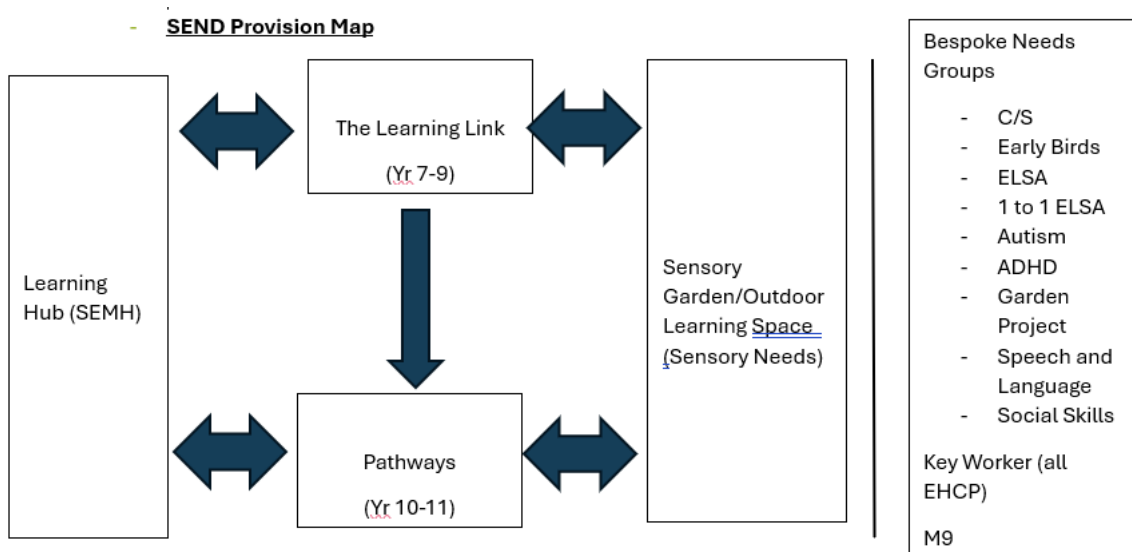 - SEND Provision Map
Learning
Hub (SEMH)
The Learning Link
(Yr 7-9)
Pathways
(Yr 10-11)
Sensory
Garden/Outdoor
Learning Space
(Sensory Needs)
Bespoke Needs
Groups
- C/S
- Early Birds
- ELSA
- 1 to 1 ELSA
- Autism
- ADHD
- Garden
Project
- Speech and
Language
- Social Skills
Key Worker (all
EHCP)
M9